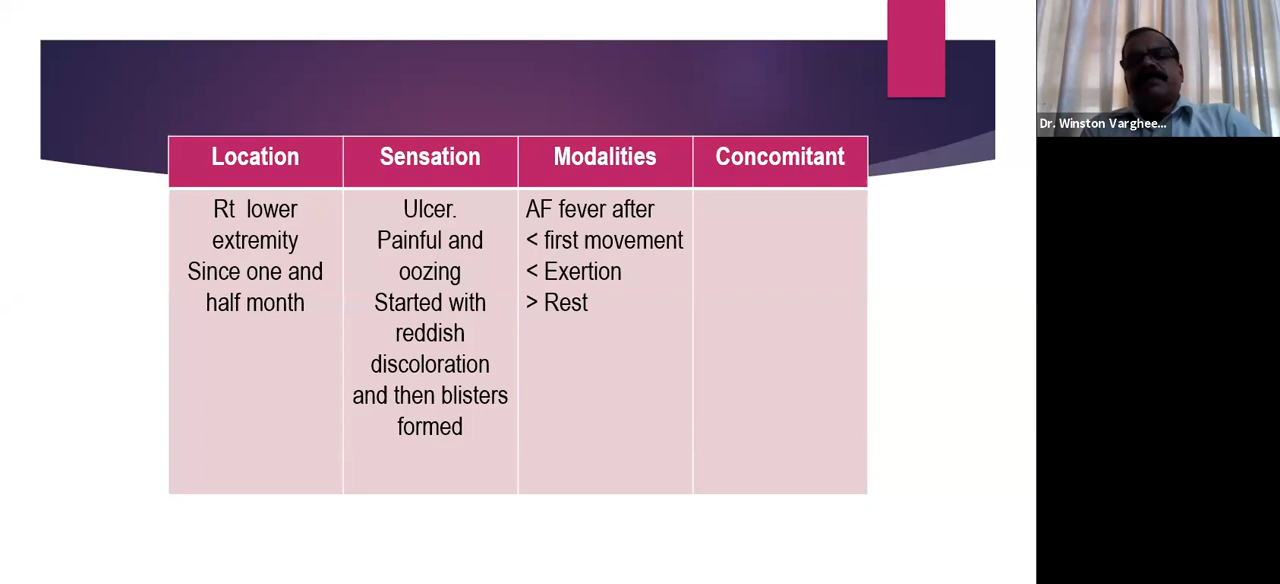 Location Sensation Modalities Concomitant
Rt lower
extremity
Since one and
half month
Ulcer.
Painful and
oozing
Started with
reddish
discoloration
and then blisters
formed
AF fever after
< first movement
< Exertion
> Rest
Dr. Winston Varghee...